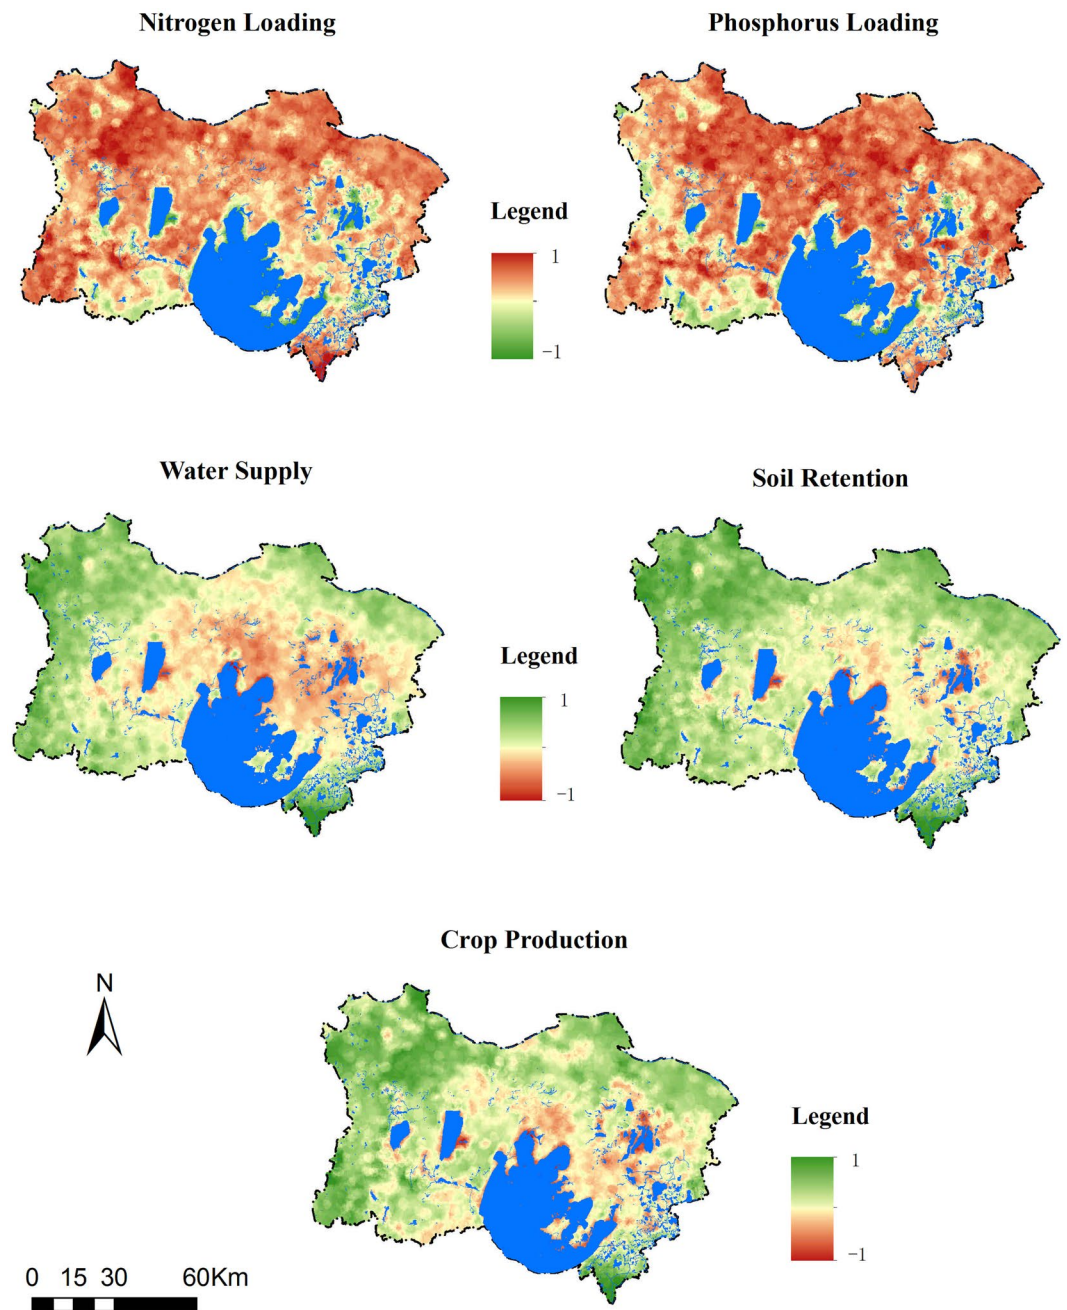 Nitrogen Loading
Phosphorus Loading
Legend
1
−1
Water Supply
Soil Retention
Legend
1
−1
Crop Production
N
Legend
1
−1
0 15 30 60Km